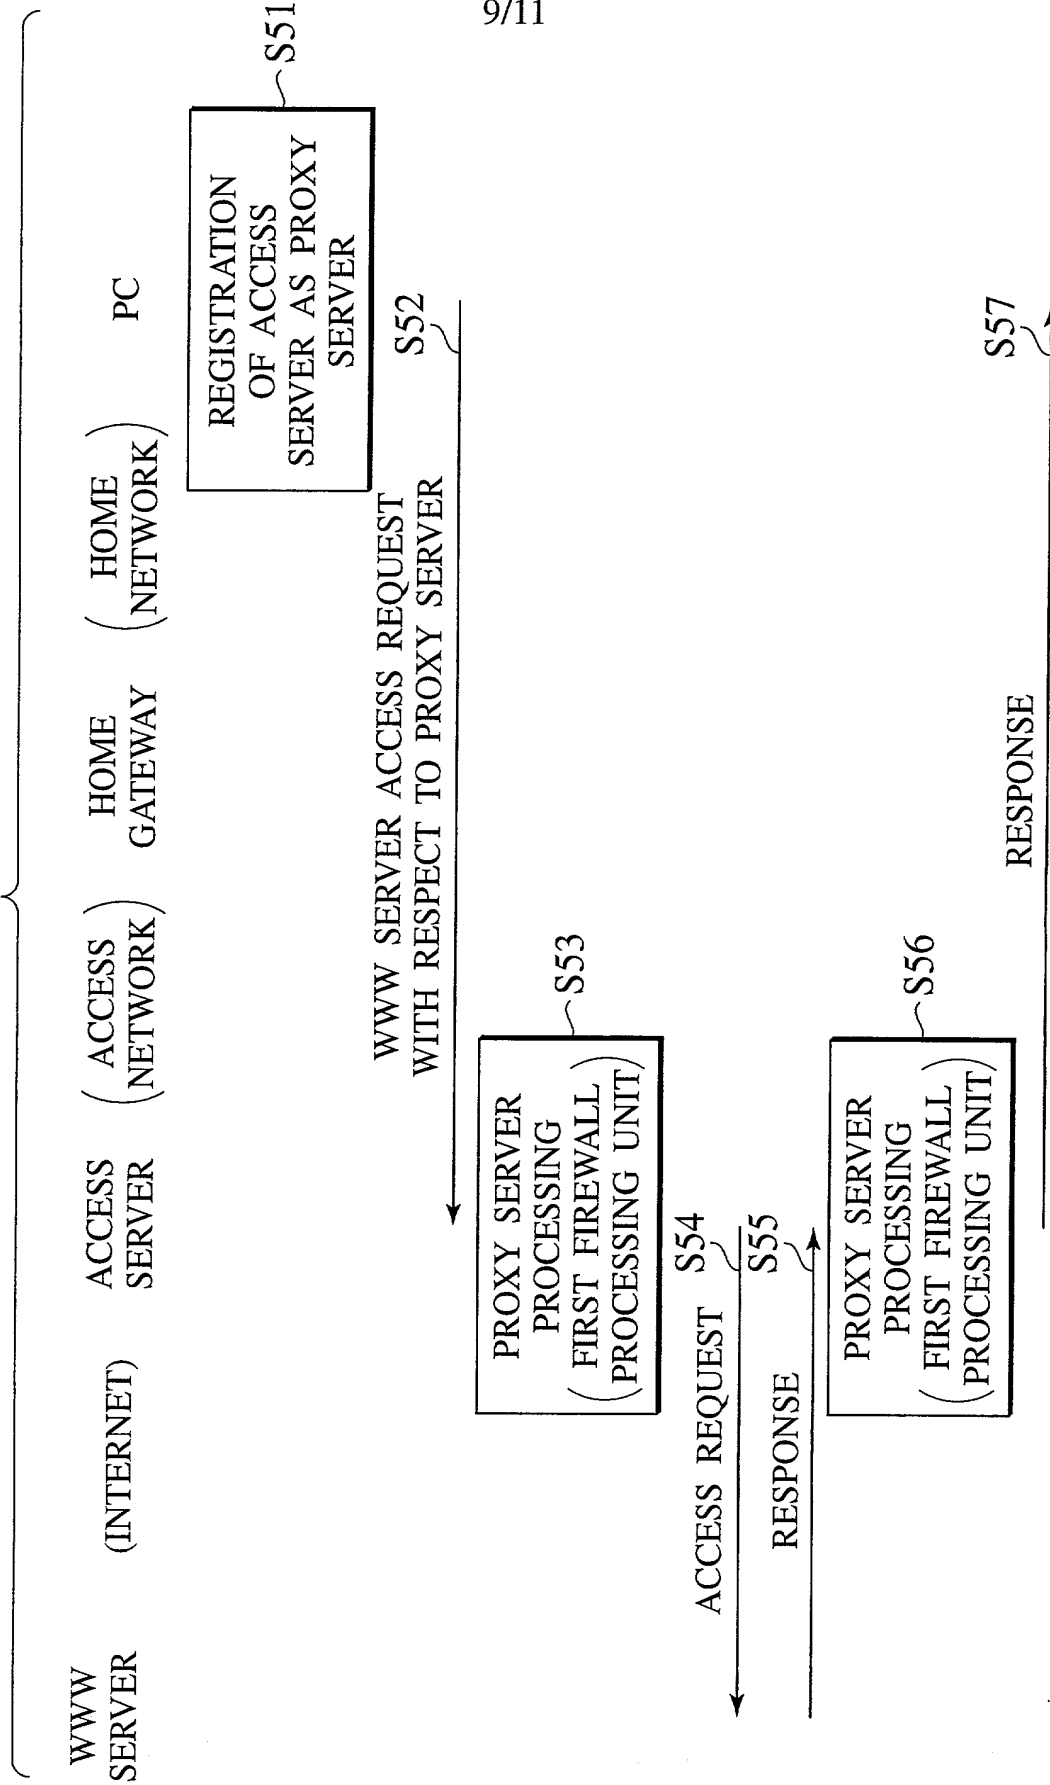 9/11
WWW
SERVER
(INTERNET)
ACCESS
SERVER
(ACCESS
NETWORK)
HOME
GATEWAY
(HOME
NETWORK)
PC
REGISTRATION
OF ACCESS
SERVER AS PROXY
SERVER
S51
WWW SERVER ACCESS REQUEST
WITH RESPECT TO PROXY SERVER
S52
PROXY SERVER
PROCESSING
(FIRST FIREWALL
PROCESSING UNIT)
S53
ACCESS REQUEST
S54
RESPONSE
S55
PROXY SERVER
PROCESSING
(FIRST FIREWALL
PROCESSING UNIT)
S56
RESPONSE
S57